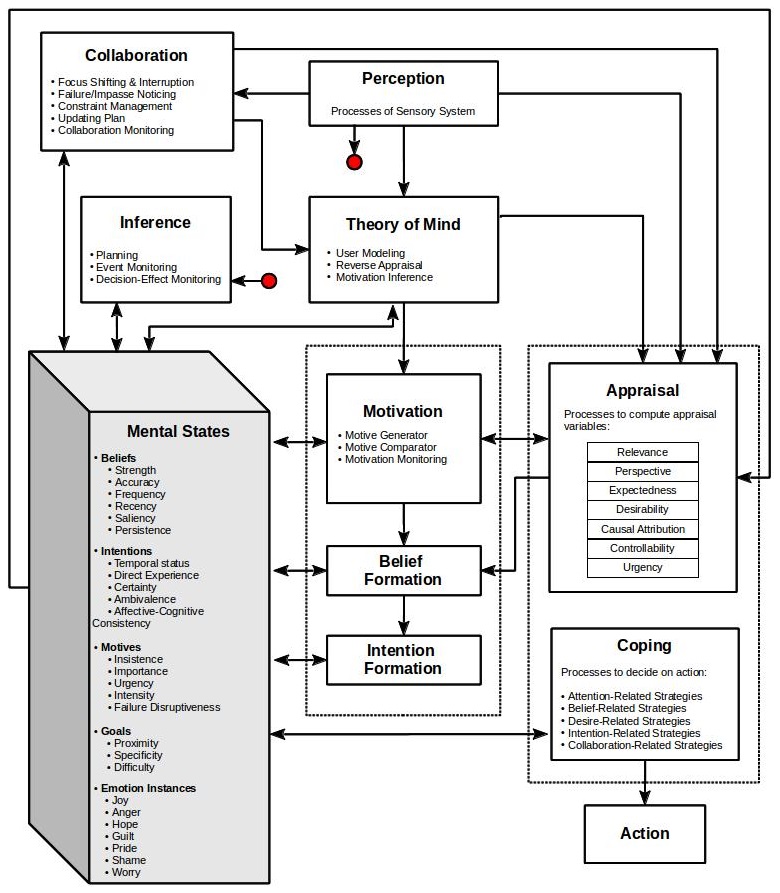 Collaboration
• Focus Shifting & Interruption
• Failure/Impasse Noticing
• Constraint Management
• Updating Plan
• Collaboration Monitoring
Perception
Processes of Sensory System
Inference
• Planning
• Event Monitoring
• Decision-Effect Monitoring
Theory of Mind
• User Modeling
• Reverse Appraisal
• Motivation Inference
Mental States
• Beliefs
• Strength
• Accuracy
• Frequency
• Recency
• Saliency
• Persistence
• Intentions
• Temporal status
• Direct Experience
• Certainty
• Ambivalence
• Affective-Cognitive
Consistency
• Motives
• Insistence
• Importance
• Urgency
• Intensity
• Failure Disruptiveness
• Goals
• Proximity
• Specificity
• Difficulty
• Emotion Instances
• Joy
• Anger
• Hope
• Guilt
• Pride
• Shame
• Worry
Motivation
• Motive Generator
• Motive Comparator
• Motivation Monitoring
Belief
Formation
Intention
Formation
Appraisal
Processes to compute appraisal
variables:
Relevance
Perspective
Expectedness
Desirability
Causal Attribution
Controllability
Urgency
Coping
Processes to decide on action:
• Attention-Related Strategies
• Belief-Related Strategies
• Desire-Related Strategies
• Intention-Related Strategies
• Collaboration-Related Strategies
Action